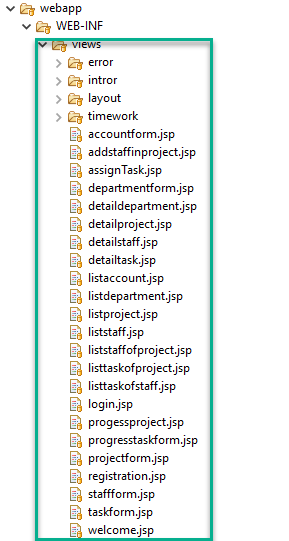 webapp
WEB-INF
views
error
intror
layout
timework
accountform.jsp
addstaffinproject.jsp
assignTask.jsp
departmentform.jsp
detaildepartment.jsp
detailproject.jsp
detailstaff.jsp
detailtask.jsp
listaccount.jsp
listdepartment.jsp
listproject.jsp
liststaff.jsp
liststaffofproject.jsp
listtaskofproject.jsp
listtaskofstaff.jsp
login.jsp
progessproject.jsp
progresstaskform.jsp
projectform.jsp
registration.jsp
staffform.jsp
taskform.jsp
welcome.jsp